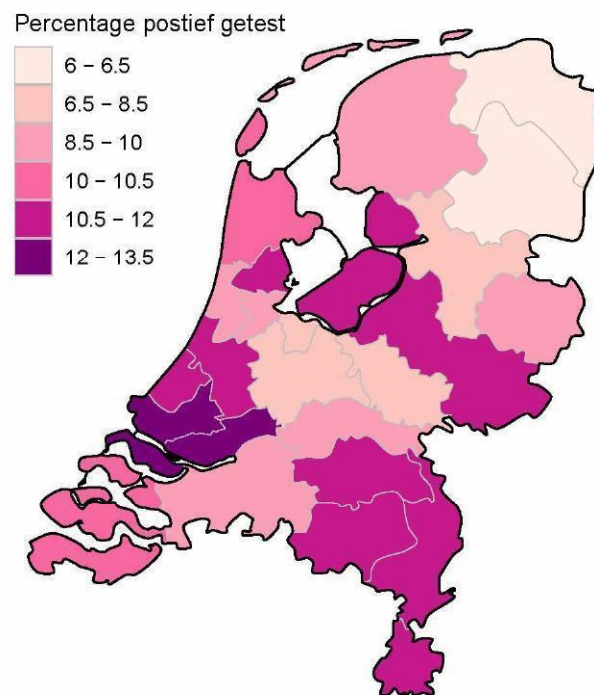 Percentage postief getest
6 – 6.5
6.5 – 8.5
8.5 – 10
10 – 10.5
10.5 – 12
12 – 13.5